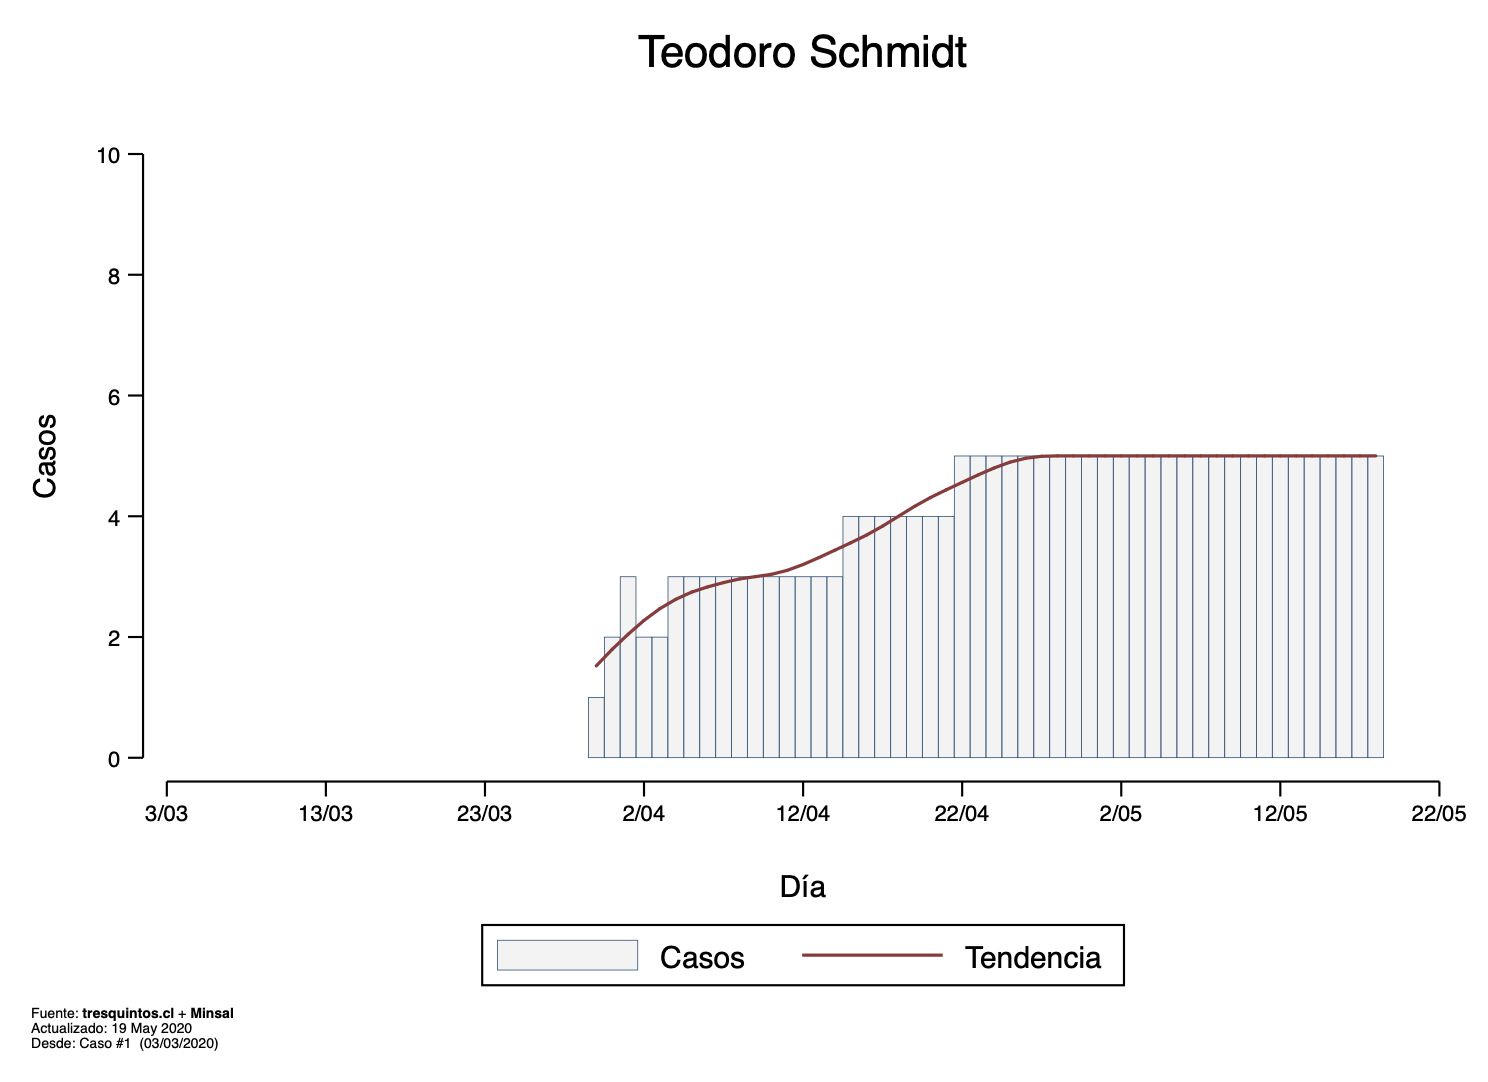 Teodoro Schmidt
10
8
6
4
2
0
Casos
3/03 13/03 23/03 2/04 12/04 22/04 2/05 12/05 22/05
Día
Casos Tendencia
Fuente: tresquintos.cl + Minsal
Actualizado: 19 May 2020
Desde: Caso #1 (03/03/2020)